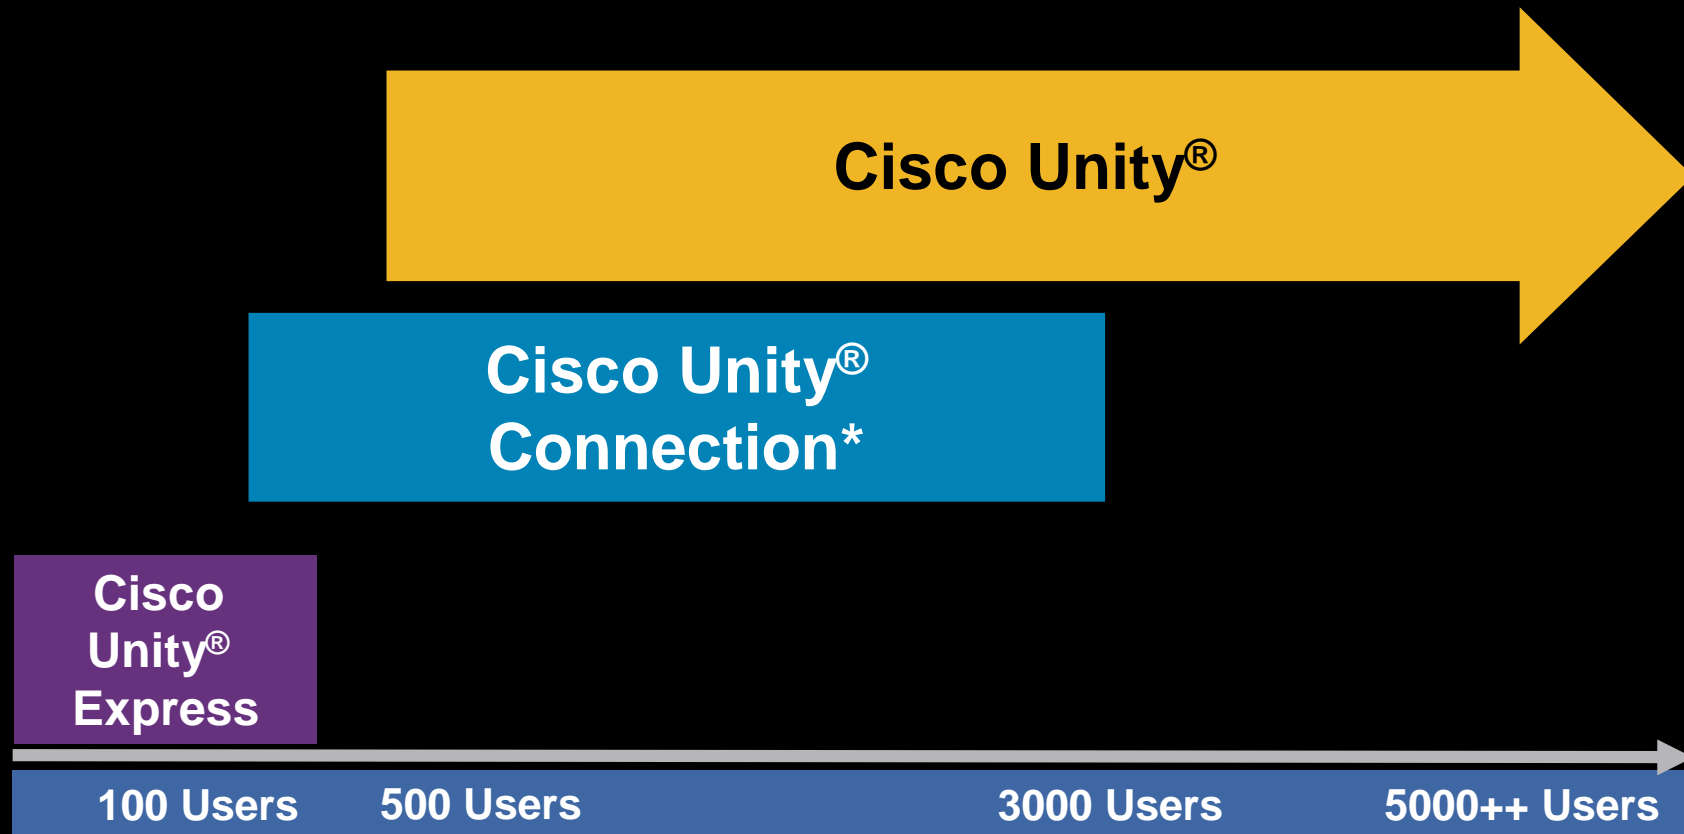 Cisco Unity®
Cisco Unity®
Connection*
Cisco
Unity®
Express
100 Users
500 Users
3000 Users
5000++ Users